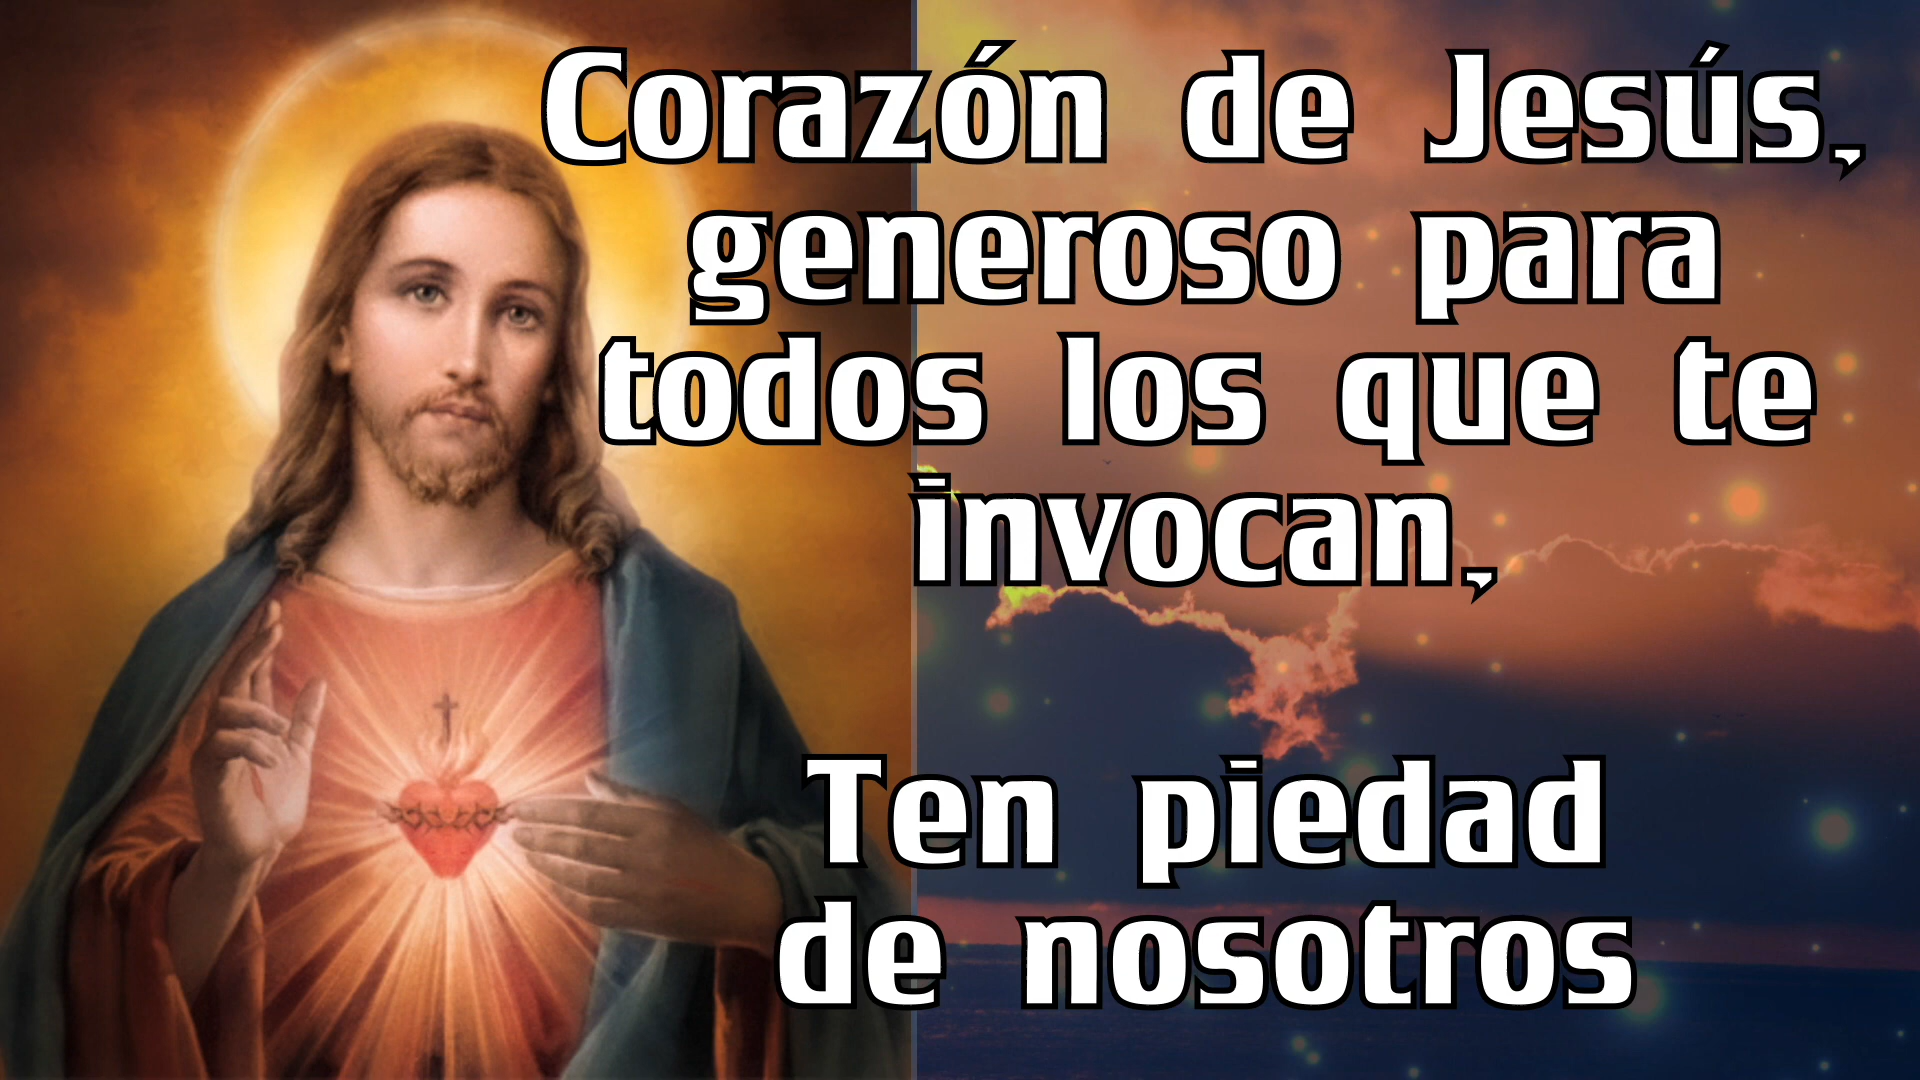 Corazón de Jesús,
generoso para
todos los que te
invocan,
Ten piedad
de nosotros